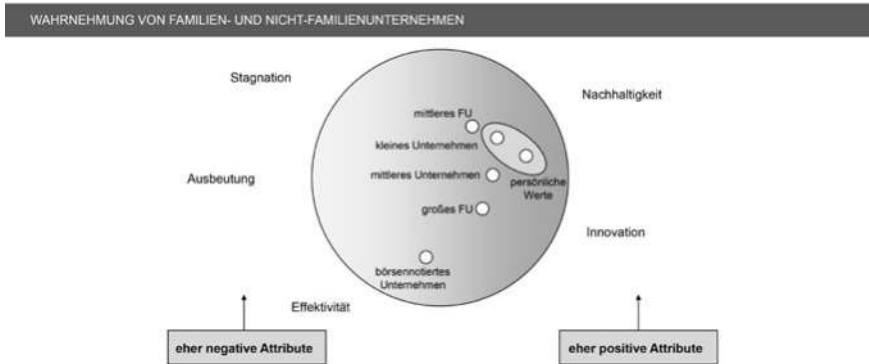 WAHRNEHMUNG VON FAMILIEN- UND NICHT-FAMILIENUNTERNEHMEN
Stagnation
Nachhaltigkeit
mittleres FU
kleines Unternehmen
Ausbeutung
mittleres Unternehmen
persönliche
Werte
großes FU
Innovation
börsennotiertes
Unternehmen
Effektivität
eher negative Attribute
eher positive Attribute